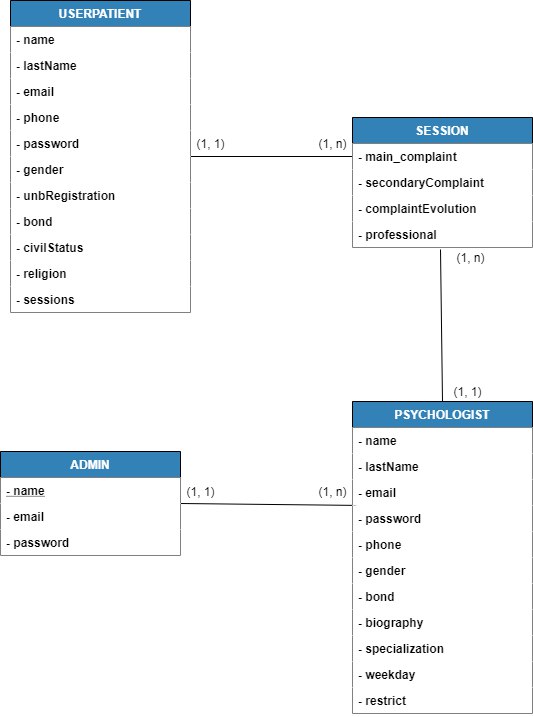 USERPATIENT
- name
- lastName
- email
- phone
- password
- gender
- unbRegistration
- bond
- civilStatus
- religion
- sessions
(1, 1)
(1, n)
SESSION
- main_complaint
- secondaryComplaint
- complaintEvolution
- professional
(1, n)
(1, 1)
ADMIN
- name
- email
- password
(1, 1)
(1, n)
PSYCHOLOGIST
- name
- lastName
- email
- password
- phone
- gender
- bond
- biography
- specialization
- weekday
- restrict